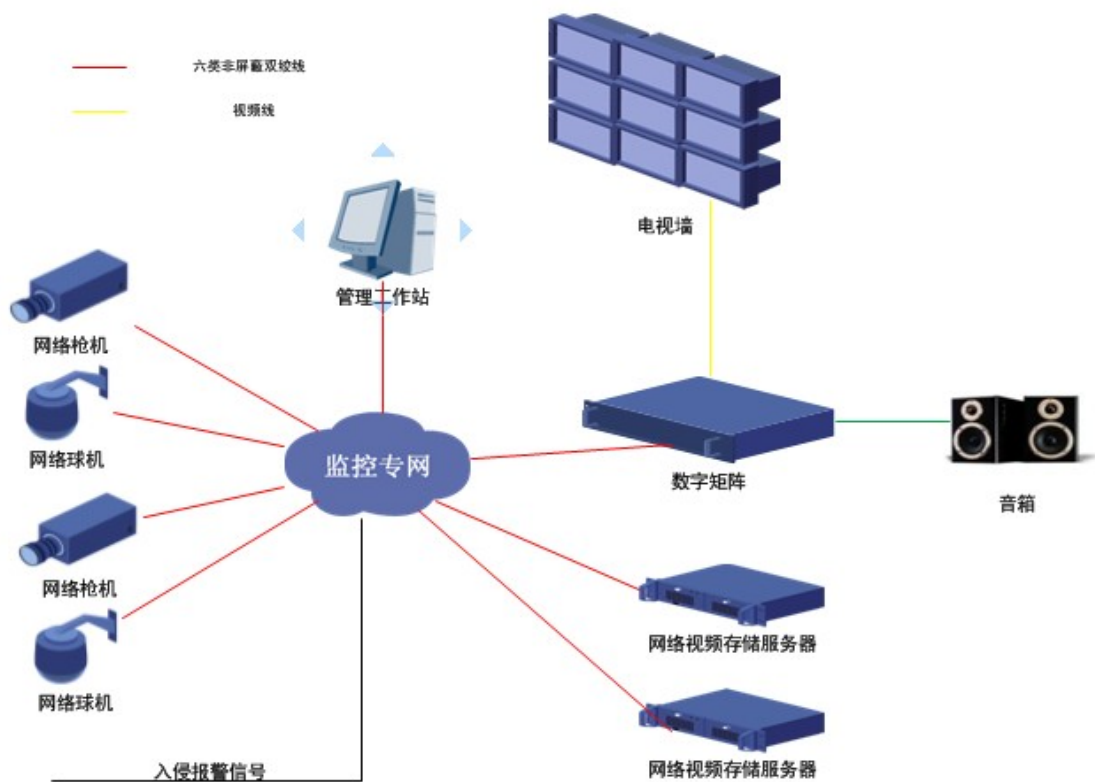 六类非屏蔽双绞线
视频线
电视墙
管理工作站
网络枪机
网络球机
监控专网
数字矩阵
音箱
网络枪机
网络视频存储服务器
网络球机
入侵报警信号
网络视频存储服务器